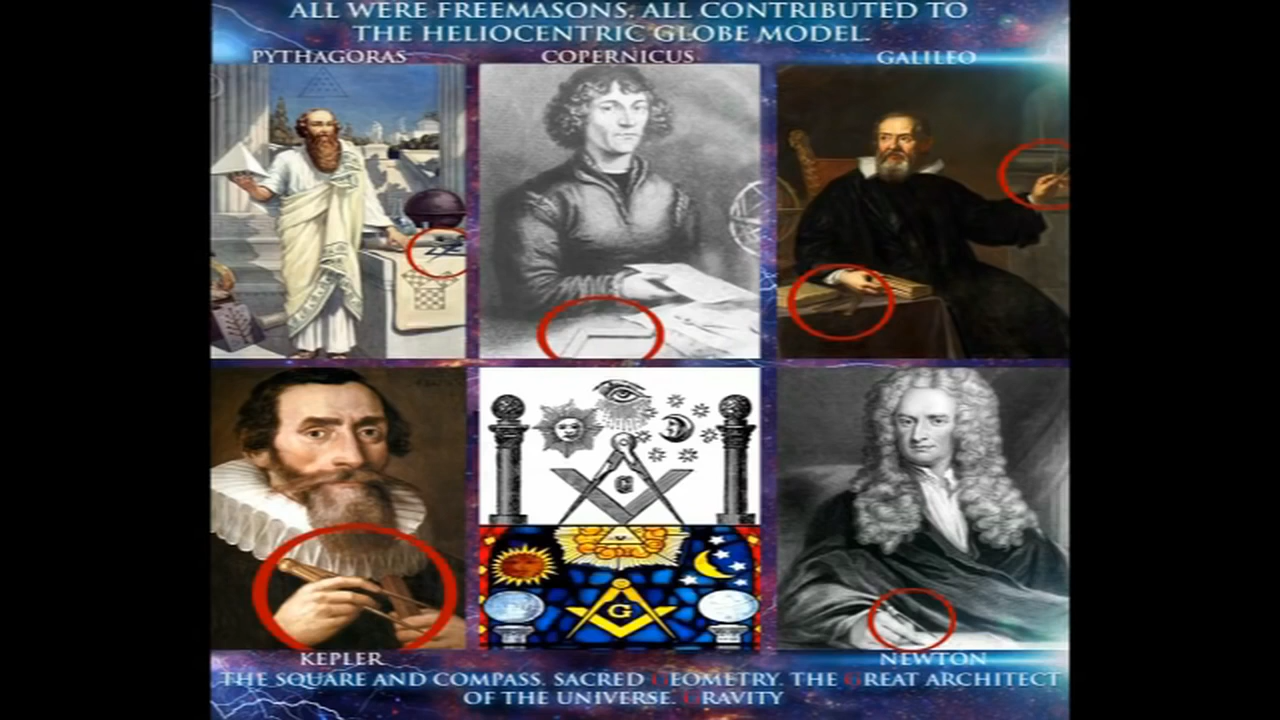 ALL WERE FREEMASONS. ALL CONTRIBUTED TO
THE HELIOCENTRIC GLOBE MODEL.
PYTHAGORAS COPERNICUS GALILEO
G
G
KEPLER NEWTON
THE SQUARE AND COMPASS. SACRED GEOMETRY. THE GREAT ARCHITECT
OF THE UNIVERSE. GRAVITY